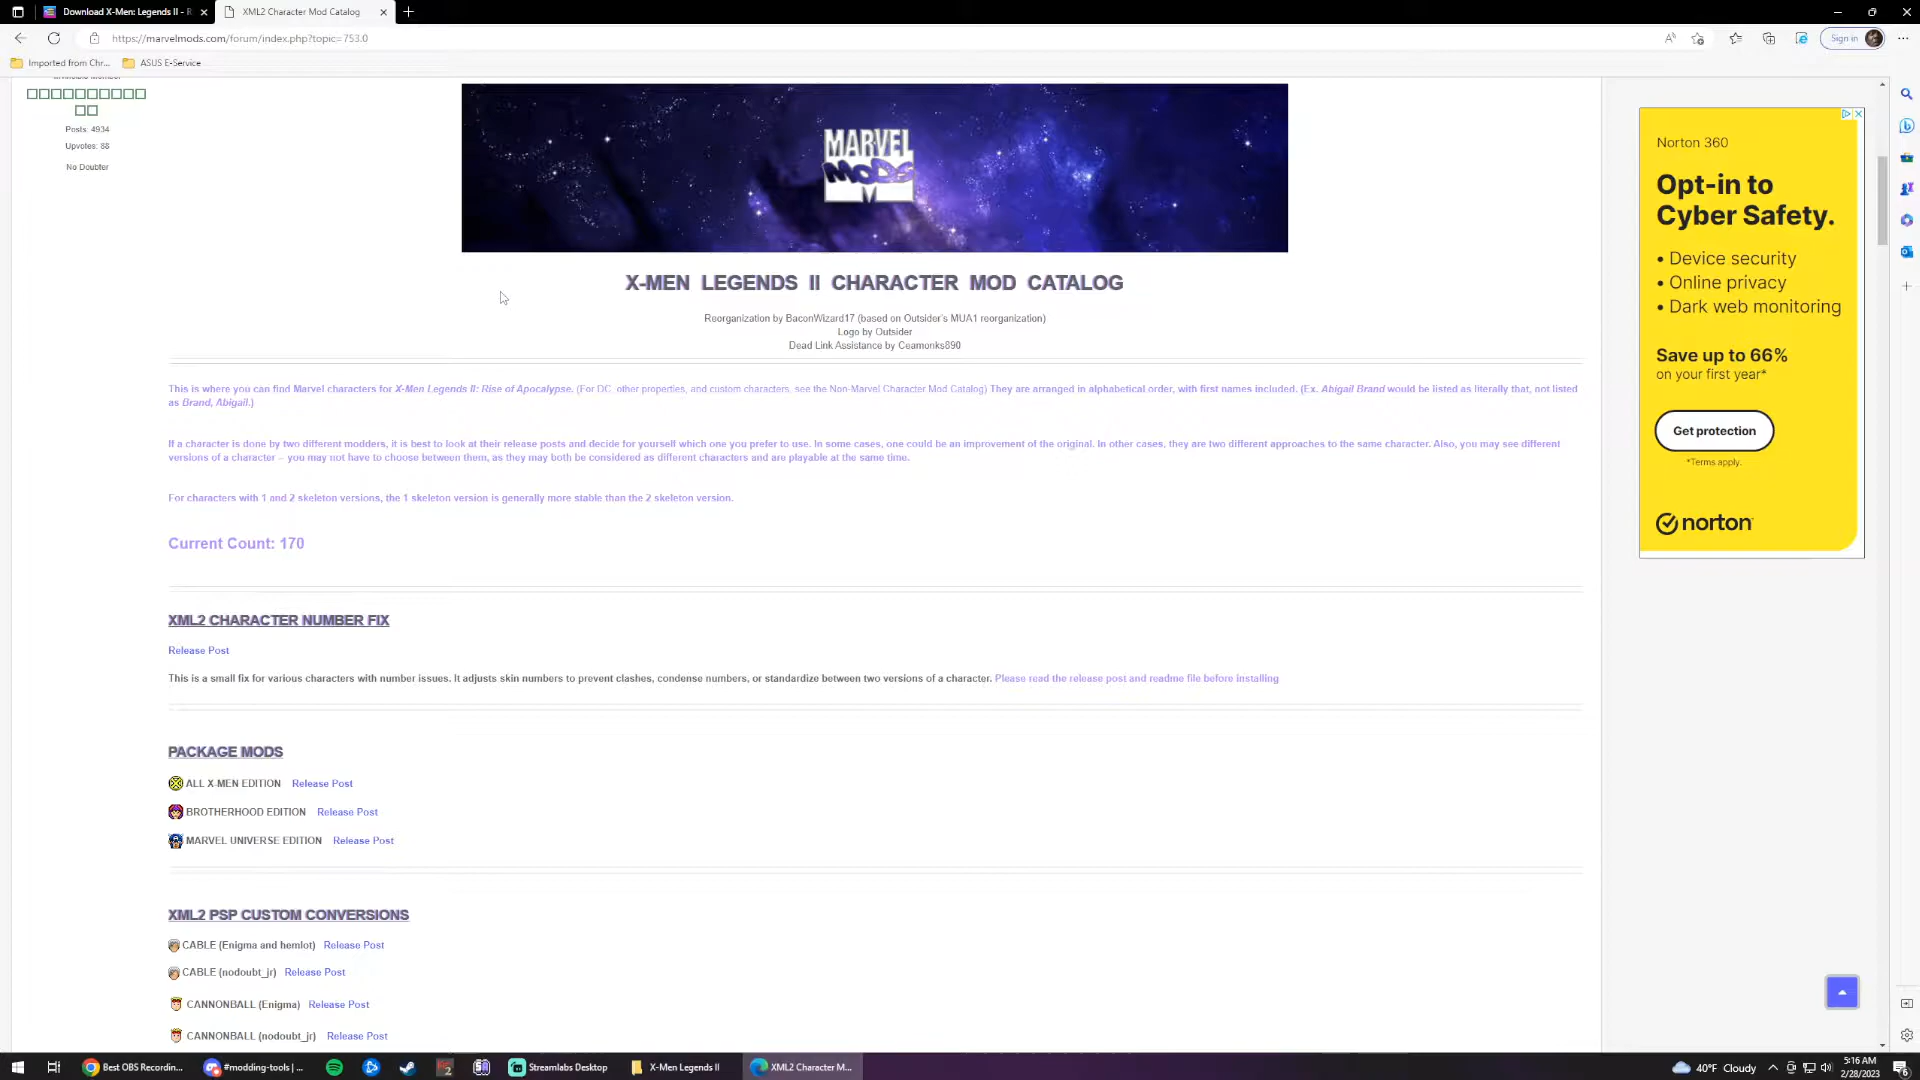 Download X-Men: Legends II - R
XML2 Character Mod Catalog
https://marvelmods.com/forum/index.php?topic=753.0
Sign in
Imported from Chr...
ASUS E-Service
Posts: 4934
Upvotes: 88
No Doubter
MARVEL
MODS
X-MEN LEGENDS II CHARACTER MOD CATALOG
Reorganization by BaconWizard17 (based on Outsider's MUA1 reorganization)
Logo by Outsider
Dead Link Assistance by Ceamonks890
This is where you can find Marvel characters for X-Men Legends II: Rise of Apocalypse. (For DC, other properties, and custom characters, see the Non-Marvel Character Mod Catalog) They are arranged in alphabetical order, with first names included. (Ex. Abigail Brand would be listed as literally that, not listed
as Brand, Abigail.)
If a character is done by two different modders, it is best to look at their release posts and decide for yourself which one you prefer to use. In some cases, one could be an improvement of the original. In other cases, they are two different approaches to the same character. Also, you may see different
versions of a character – you may not have to choose between them, as they may both be considered as different characters and are playable at the same time.
For characters with 1 and 2 skeleton versions, the 1 skeleton version is generally more stable than the 2 skeleton version.
Current Count: 170
XML2 CHARACTER NUMBER FIX
Release Post
This is a small fix for various characters with number issues. It adjusts skin numbers to prevent clashes, condense numbers, or standardize between two versions of a character. Please read the release post and readme file before installing
PACKAGE MODS
ALL X-MEN EDITION Release Post
BROTHERHOOD EDITION Release Post
MARVEL UNIVERSE EDITION Release Post
XML2 PSP CUSTOM CONVERSIONS
CABLE (Enigma and hemlot) Release Post
CABLE (nodoubt_jr) Release Post
CANNONBALL (Enigma) Release Post
CANNONBALL (nodoubt_jr) Release Post
Norton 360
Opt-in to
Cyber Safety.
• Device security
• Online privacy
• Dark web monitoring
Save up to 66%
on your first year*
Get protection
*Terms apply.
norton
Best OBS Recordin...
#modding-tools | ...
Streamlabs Desktop
X-Men Legends II
XML2 Character M...
40°F Cloudy
5:16 AM
2/28/2023